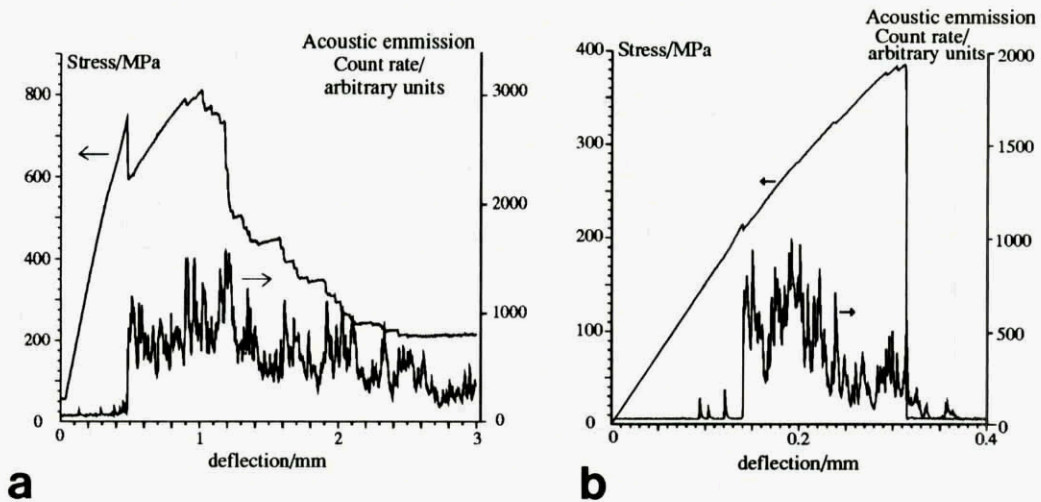 Stress/MPa
Acoustic emmission
Count rate/
arbitrary units
800
600
400
200
0
3000
2000
1000
0
0
1
2
3
deflection/mm
a
Stress/MPa
Acoustic emmission
Count rate/
arbitrary units
400
300
200
100
0
2000
1500
1000
500
0
0
0.2
0.4
deflection/mm
b